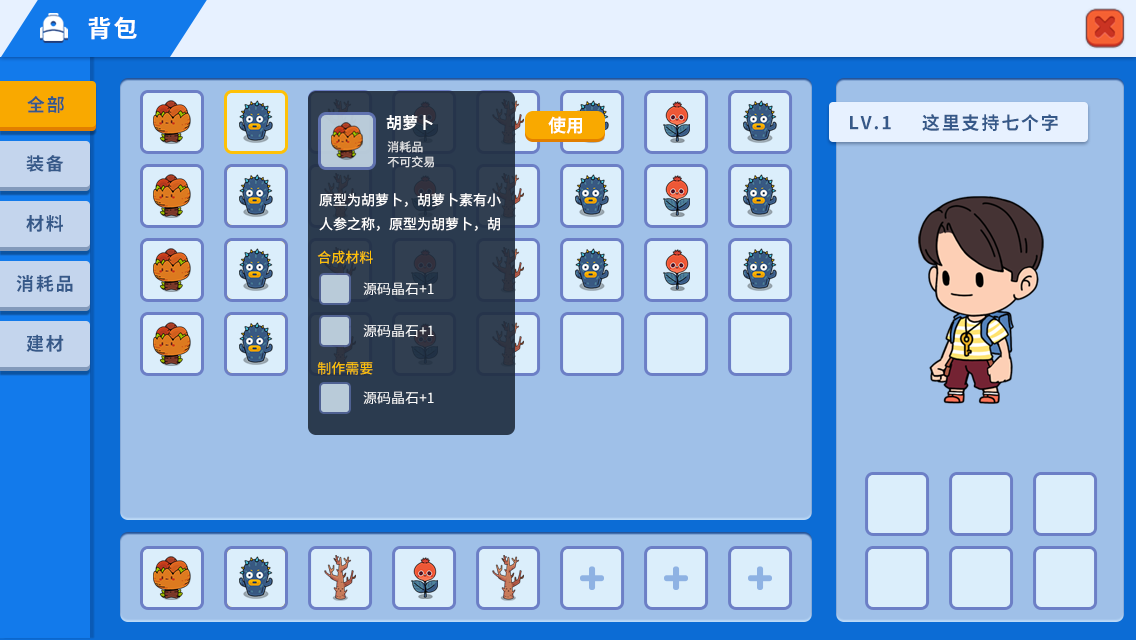 背包
全部
装备
材料
消耗品
建材
胡萝卜
消耗品
不可交易
使用
原型为胡萝卜，胡萝卜素有小
人参之称，原型为胡萝卜，胡
合成材料
源码晶石+1
源码晶石+1
制作需要
源码晶石+1
LV.1 这里支持七个字